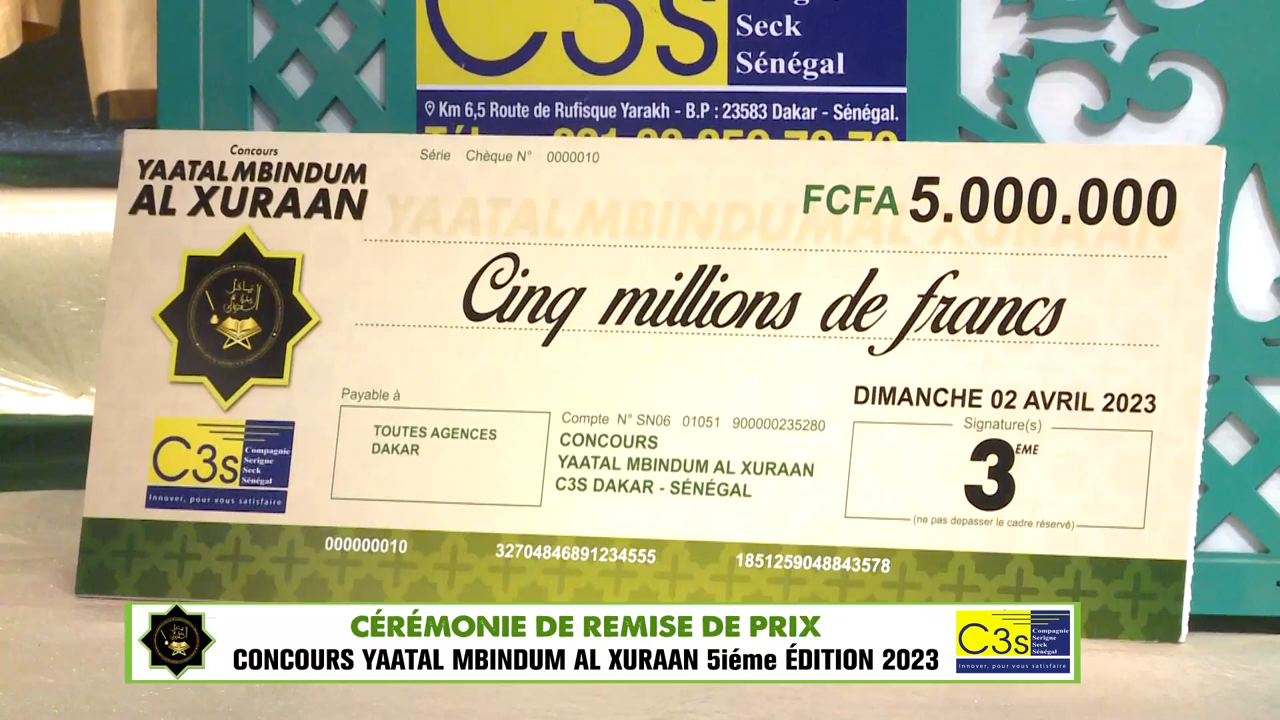 C3s
Seck
Sénégal
Km 6,5 Route de Rufisque Yarakh - B.P : 23583 Dakar - Sénégal.
Concours
YAATAL MBINDUM
AL XURAAN
Série Chèque N° 0000010
FCFA 5.000.000
YAATAL MBINDUM AL XURAAN
Cinq millions de francs
DIMANCHE 02 AVRIL 2023
Payable à
TOUTES AGENCES
DAKAR
Compte N° SN06 01051 900000235280
CONCOURS
YAATAL MBINDUM AL XURAAN
C3S DAKAR - SÉNÉGAL
Signature(s)
3EME
(ne pas depasser le cadre réservé)
C3s
Compagnie
Serigne
Seck
Sénégal
Innover, pour vous satisfaire
000000010 32704846891234555 1851259048843578
CÉRÉMONIE DE REMISE DE PRIX
CONCOURS YAATAL MBINDUM AL XURAAN 5iéme ÉDITION 2023
C3s
Compagnie
Serigne
Seck
Sénégal
Innover, pour vous satisfaire